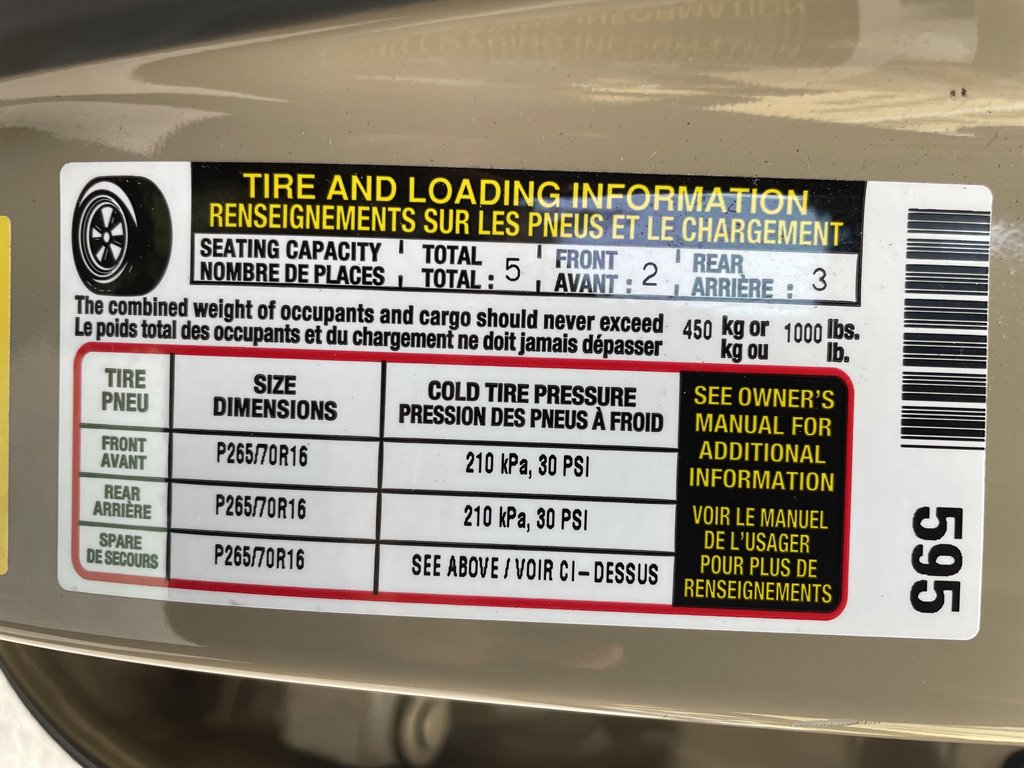 TIRE AND LOADING INFORMATION
RENSEIGNEMENTS SUR LES PNEUS ET LE CHARGEMENT
SEATING CAPACITY TOTAL FRONT REAR
NOMBRE DE PLACES TOTAL : 5 AVANT : 2 ARRIÈRE : 3
The combined weight of occupants and cargo should never exceed 450 kg or 1000 lbs.
Le poids total des occupants et du chargement ne doit jamais dépasser kg ou lb.
TIRE SIZE COLD TIRE PRESSURE
PNEU DIMENSIONS PRESSION DES PNEUS À FROID
FRONT
AVANT P265/70R16 210 kPa, 30 PSI
REAR
ARRIÈRE P265/70R16 210 kPa, 30 PSI
SPARE
DE SECOURS P265/70R16 SEE ABOVE / VOIR CI-DESSUS
SEE OWNER'S
MANUAL FOR
ADDITIONAL
INFORMATION
VOIR LE MANUEL
DE L'USAGER
POUR PLUS DE
RENSEIGNEMENTS
595